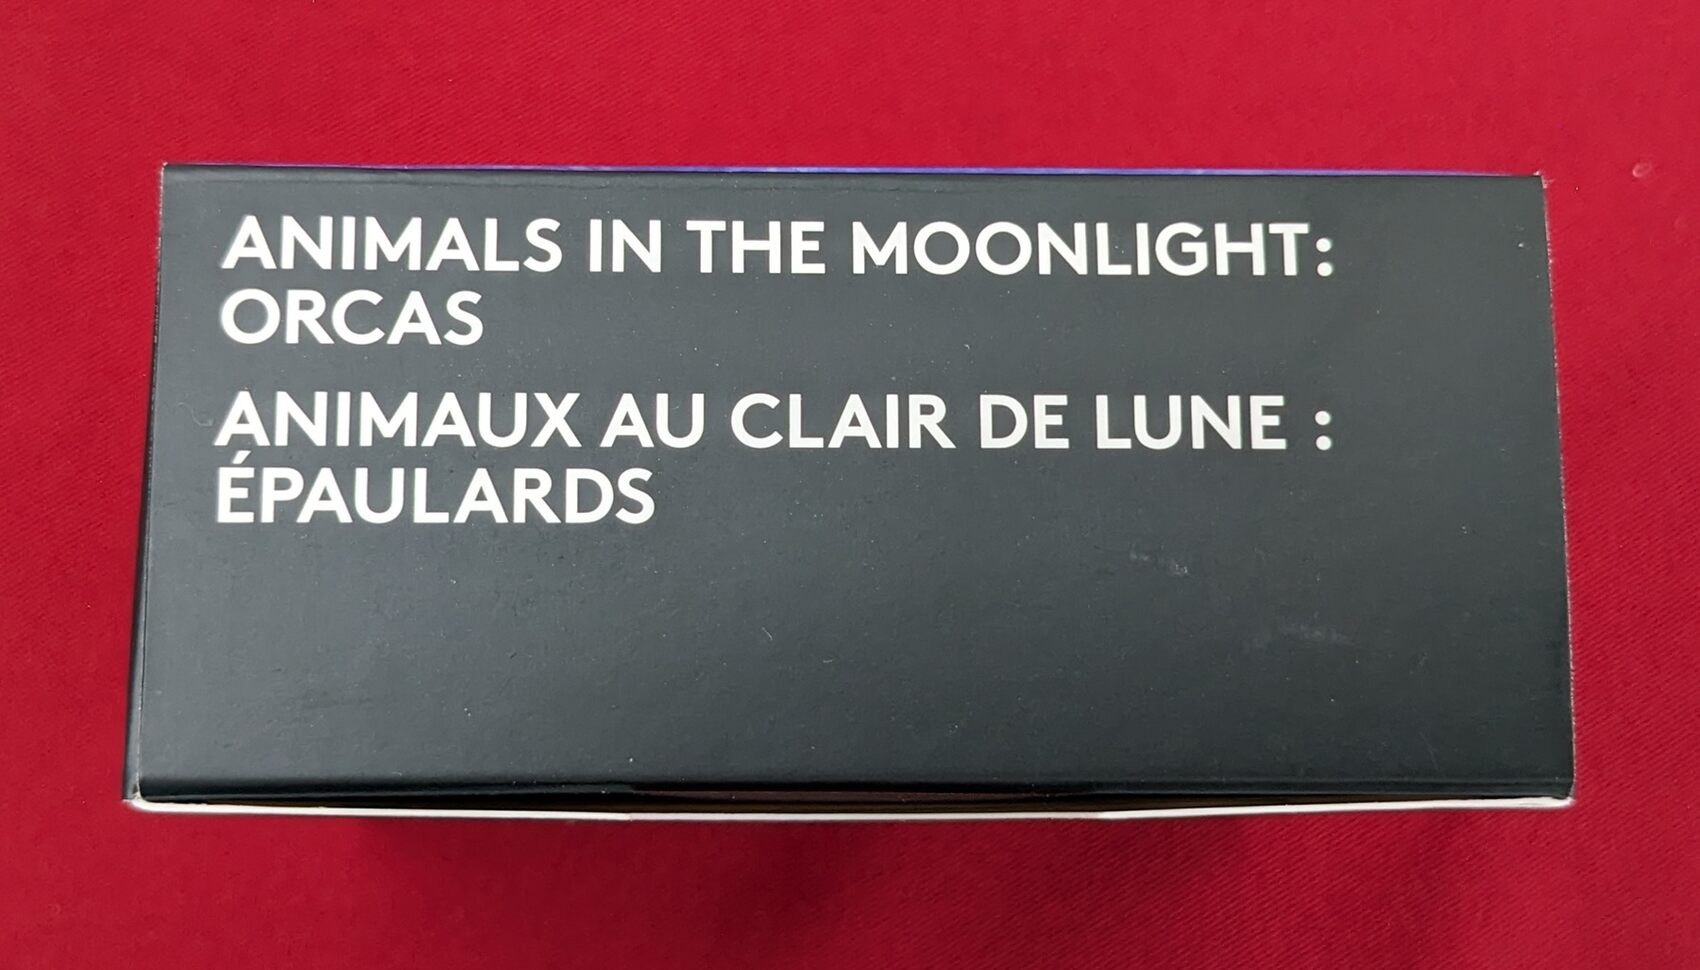 ANIMALS IN THE MOONLIGHT:
ORCAS
ANIMAUX AU CLAIR DE LUNE :
ÉPAULARDS